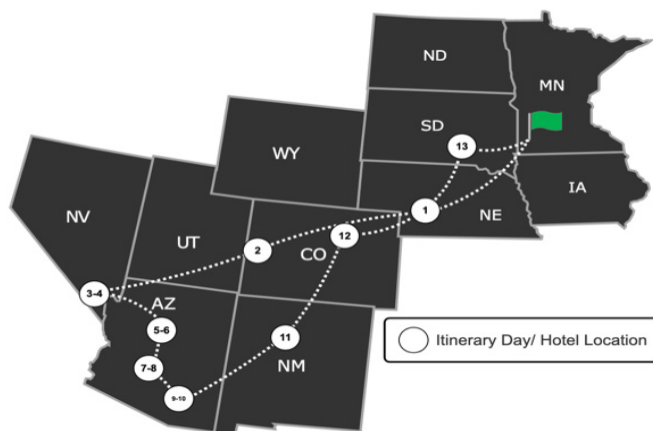 ND
MN
SD
13
WY
IA
NV
1
NE
UT
2
CO
12
3-4
AZ
5-6
11
Itinerary Day/ Hotel Location
7-8
NM
9-10